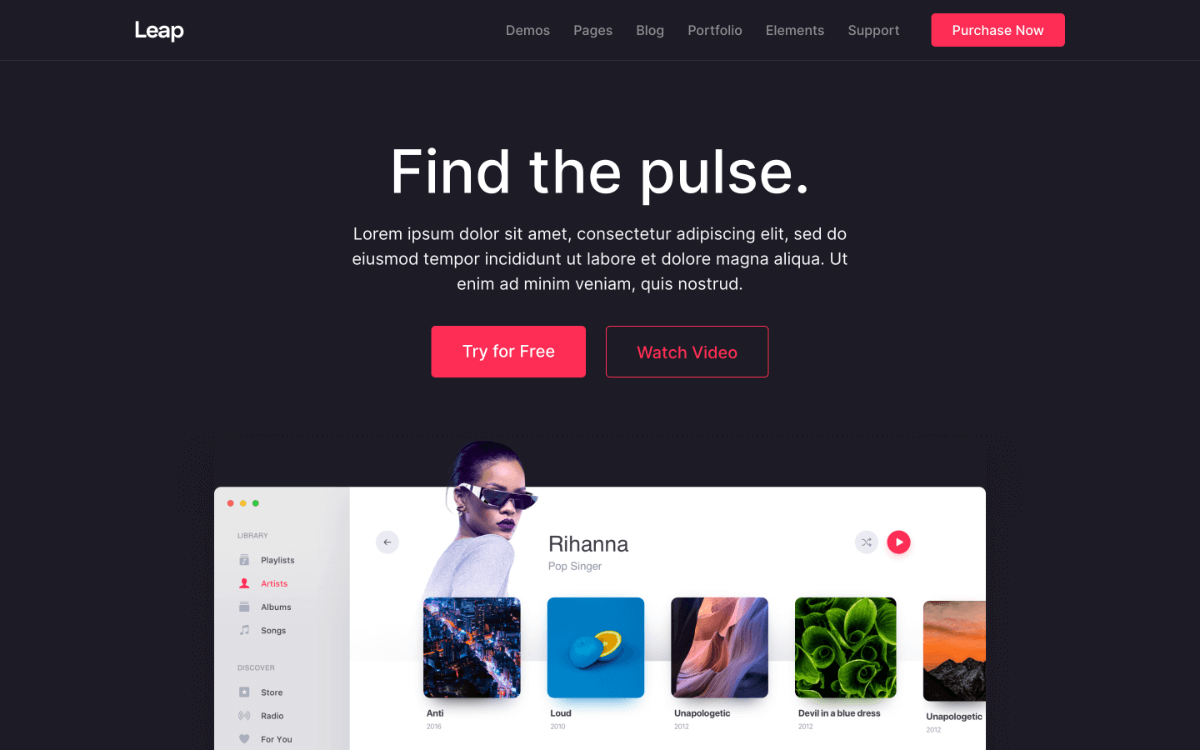 Leap
Demos Pages Blog Portfolio Elements Support Purchase Now
Find the pulse.
Lorem ipsum dolor sit amet, consectetur adipiscing elit, sed do
eiusmod tempor incididunt ut labore et dolore magna aliqua. Ut
enim ad minim veniam, quis nostrud.
Try for Free Watch Video
LIBRARY
Playlists
Artists
Albums
Songs
DISCOVER
Store
Radio
For You
Rihanna
Pop Singer
Anti
2016
Loud
2010
Unapologetic
2012
Devil in a blue dress
2012
Unapologetic
2012